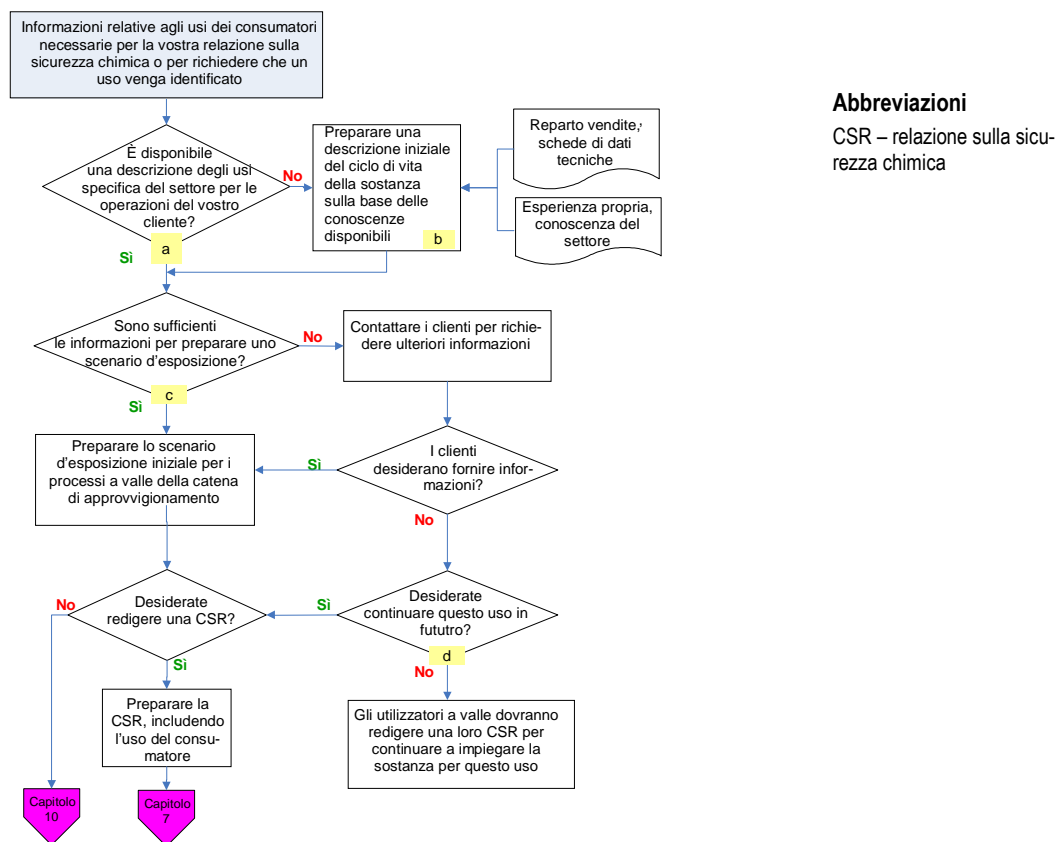 Informazioni relative agli usi dei consumatori
necessarie per la vostra relazione sulla
sicurezza chimica o per richiedere che un
uso venga identificato
Abbreviazioni
CSR – relazione sulla sicu-
rezza chimica
È disponibile
una descrizione degli usi
specifica del settore per le
operazioni del vostro
cliente?
a
No
Sì
Preparare una
descrizione iniziale
del ciclo di vita
della sostanza
sulla base delle
conoscenze
disponibili
b
Reparto vendite,
schede di dati
tecniche
Esperienza propria,
conoscenza del
settore
Sono sufficienti
le informazioni per preparare uno
scenario d'esposizione?
c
No
Sì
Contattare i clienti per richie-
dere ulteriori informazioni
Preparare lo scenario
d'esposizione iniziale per i
processi a valle della catena
di approvvigionamento
I clienti
desiderano fornire infor-
mazioni?
Sì
No
Desiderate
redigere una CSR?
No
Sì
Desiderate
continuare questo uso in
fututro?
d
Sì
No
Preparare la
CSR, includendo
l'uso del consu-
matore
Gli utilizzatori a valle dovranno
redigere una loro CSR per
continuare a impiegare la
sostanza per questo uso
Capitolo
10
Capitolo
7